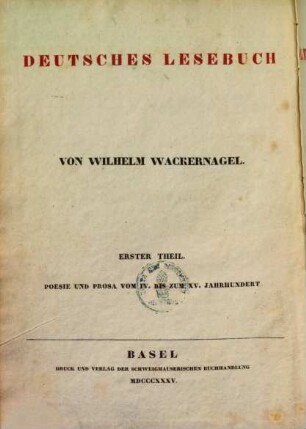 DEUTSCHES LESEBUCH
VON WILHELM WACKERNAGEL.
ERSTER THEIL.
POESIE UND PROSA VOM IV. BIS ZUM XV. JAHRHUNDERT
BASEL
DRUCK UND VERLAG DER SCHWEIGHAUSERISCHEN BUCHHANDLUNG
MDCCCXXXV.